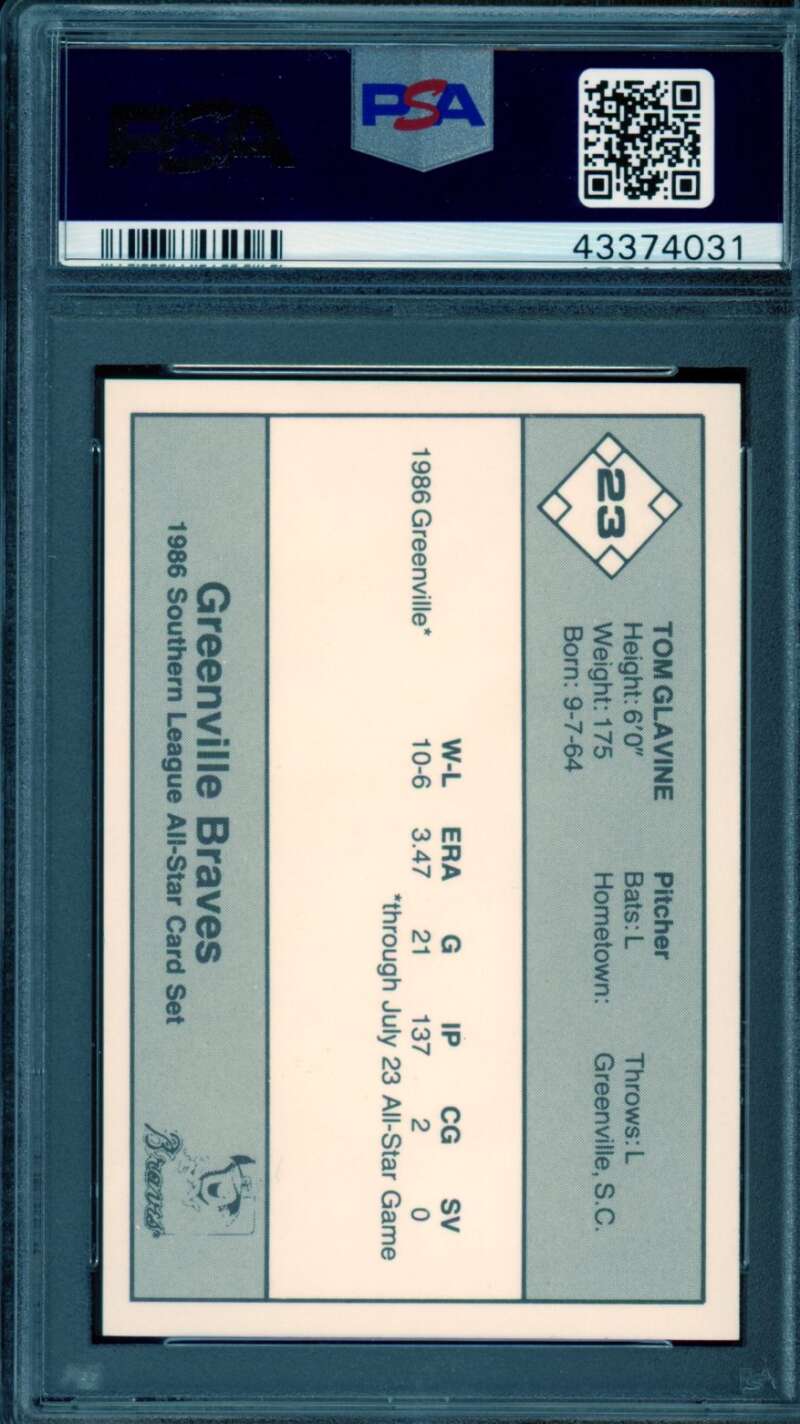 PSA
PSA
43374031
23
TOM GLAVINE Pitcher
Height: 6'0" Bats: L Throws: L
Weight: 175 Hometown: Greenville, S.C.
Born: 9-7-64
W-L ERA G IP CG SV
1986 Greenville* 10-6 3.47 21 137 2 0
*through July 23 All-Star Game
Greenville Braves
1986 Southern League All-Star Card Set
Braves